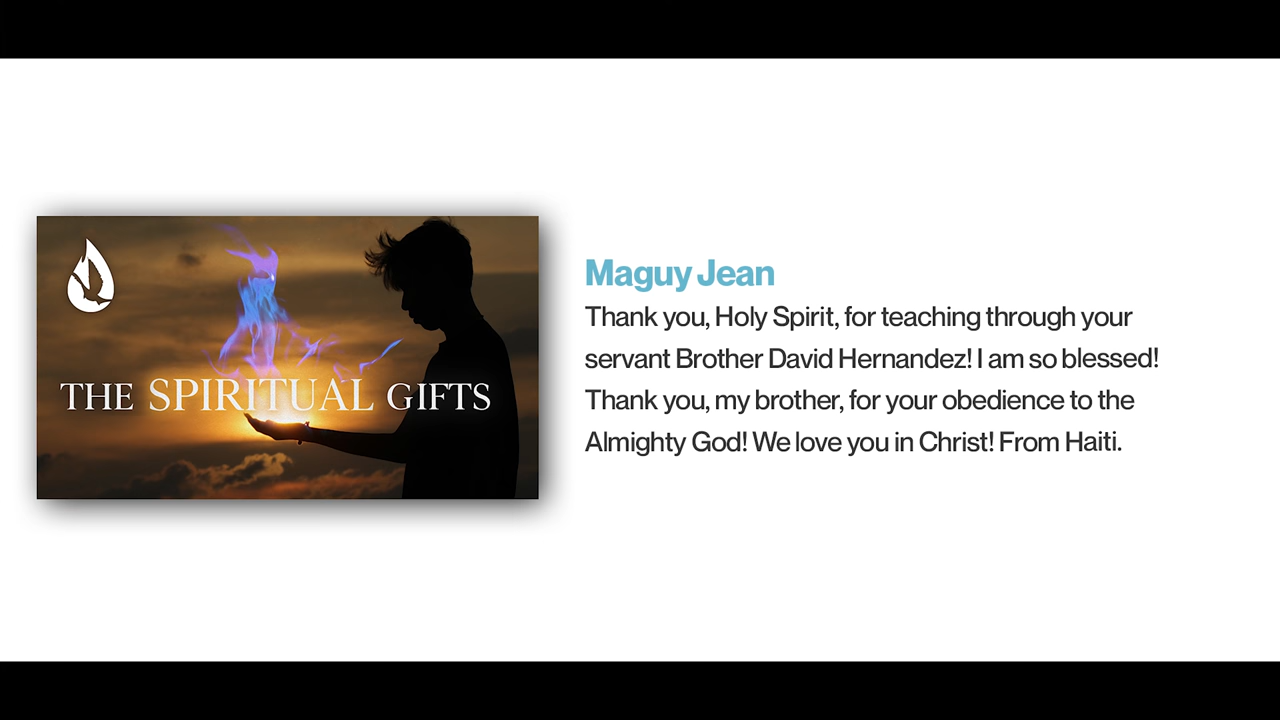 THE SPIRITUAL GIFTS
Maguy Jean
Thank you, Holy Spirit, for teaching through your
servant Brother David Hernandez! I am so blessed!
Thank you, my brother, for your obedience to the
Almighty God! We love you in Christ! From Haiti.